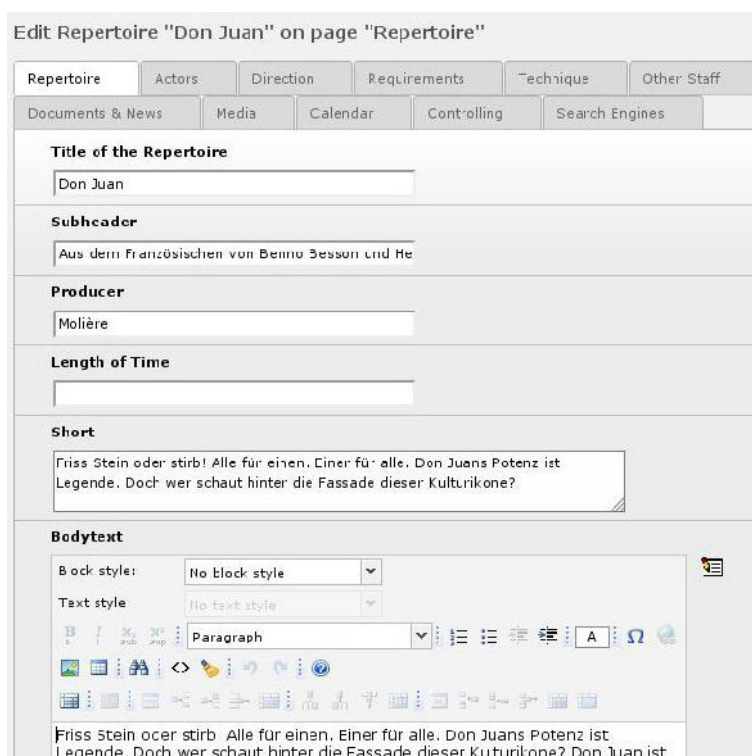 Edit Repertoire "Don Juan" on page "Repertoire"
Repertoire Actors Direction Requirements Technique Other Staff
Documents & News Media Calendar Controlling Search Engines
Title of the Repertoire
Don Juan
Subheader
Aus dem Französischen von Benno Besson und He
Producer
Molière
Length of Time
Short
Friss Stein oder stirb! Alle für einen. Einer für alle. Don Juans Potenz ist
Legende. Doch wer schaut hinter die Fassade dieser Kulturikone?
Bodytext
Block style: No block style
Text style No text style
B I X₂ sub X² sup Paragraph A Ω
Friss Stein oder stirb Alle für einen. Einer für alle. Don Juans Potenz ist
Legende. Doch wer schaut hinter die Fassade dieser Kulturikone? Don Juan ist